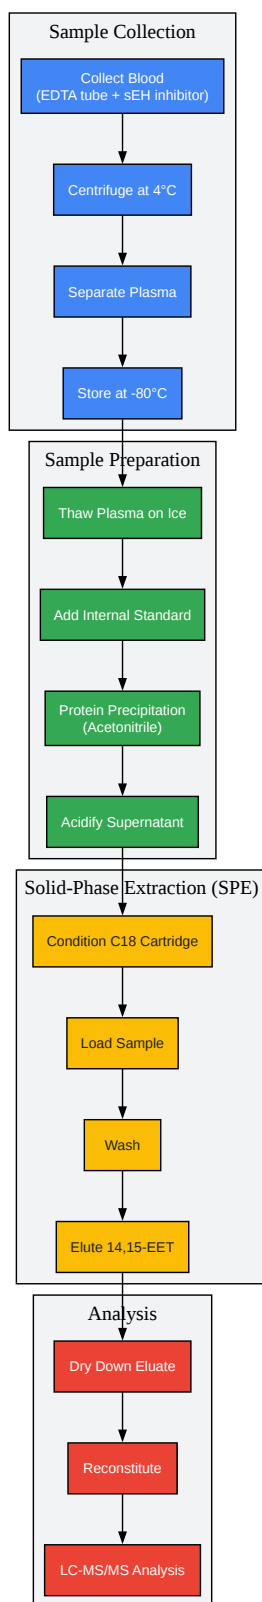 Sample Collection
Collect Blood
(EDTA tube + sEH inhibitor)
Centrifuge at 4°C
Separate Plasma
Store at -80°C
Sample Preparation
Thaw Plasma on Ice
Add Internal Standard
Protein Precipitation
(Acetonitrile)
Acidify Supernatant
Solid-Phase Extraction (SPE)
Condition C18 Cartridge
Load Sample
Wash
Elute 14,15-EET
Analysis
Dry Down Eluate
Reconstitute
LC-MS/MS Analysis